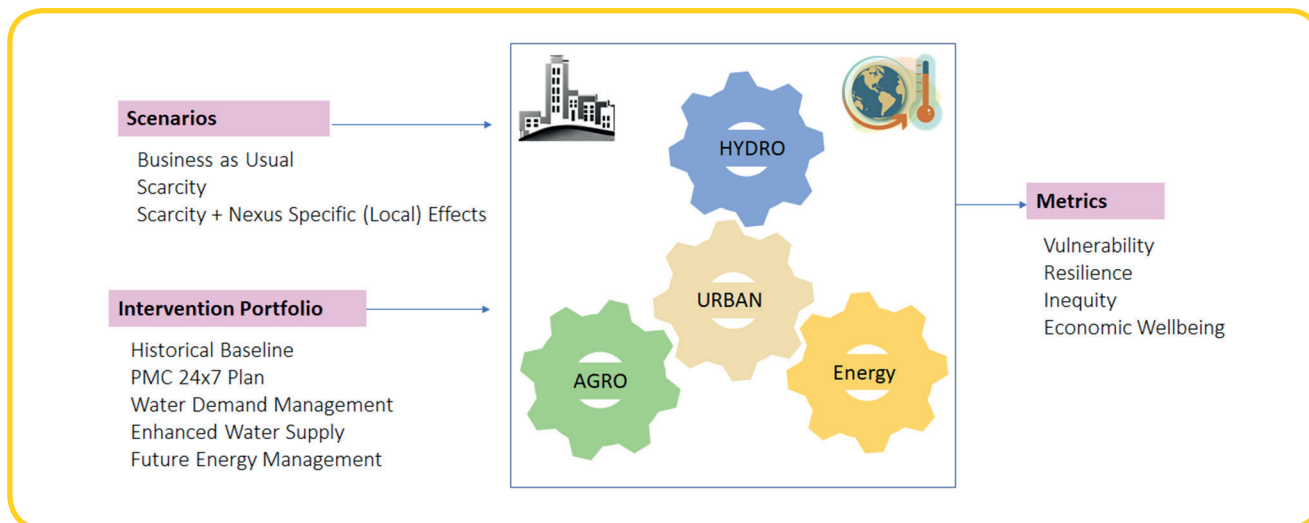 Scenarios
Business as Usual
Scarcity
Scarcity + Nexus Specific (Local) Effects
Intervention Portfolio
Historical Baseline
PMC 24x7 Plan
Water Demand Management
Enhanced Water Supply
Future Energy Management
HYDRO
URBAN
AGRO
Energy
Metrics
Vulnerability
Resilience
Inequity
Economic Wellbeing